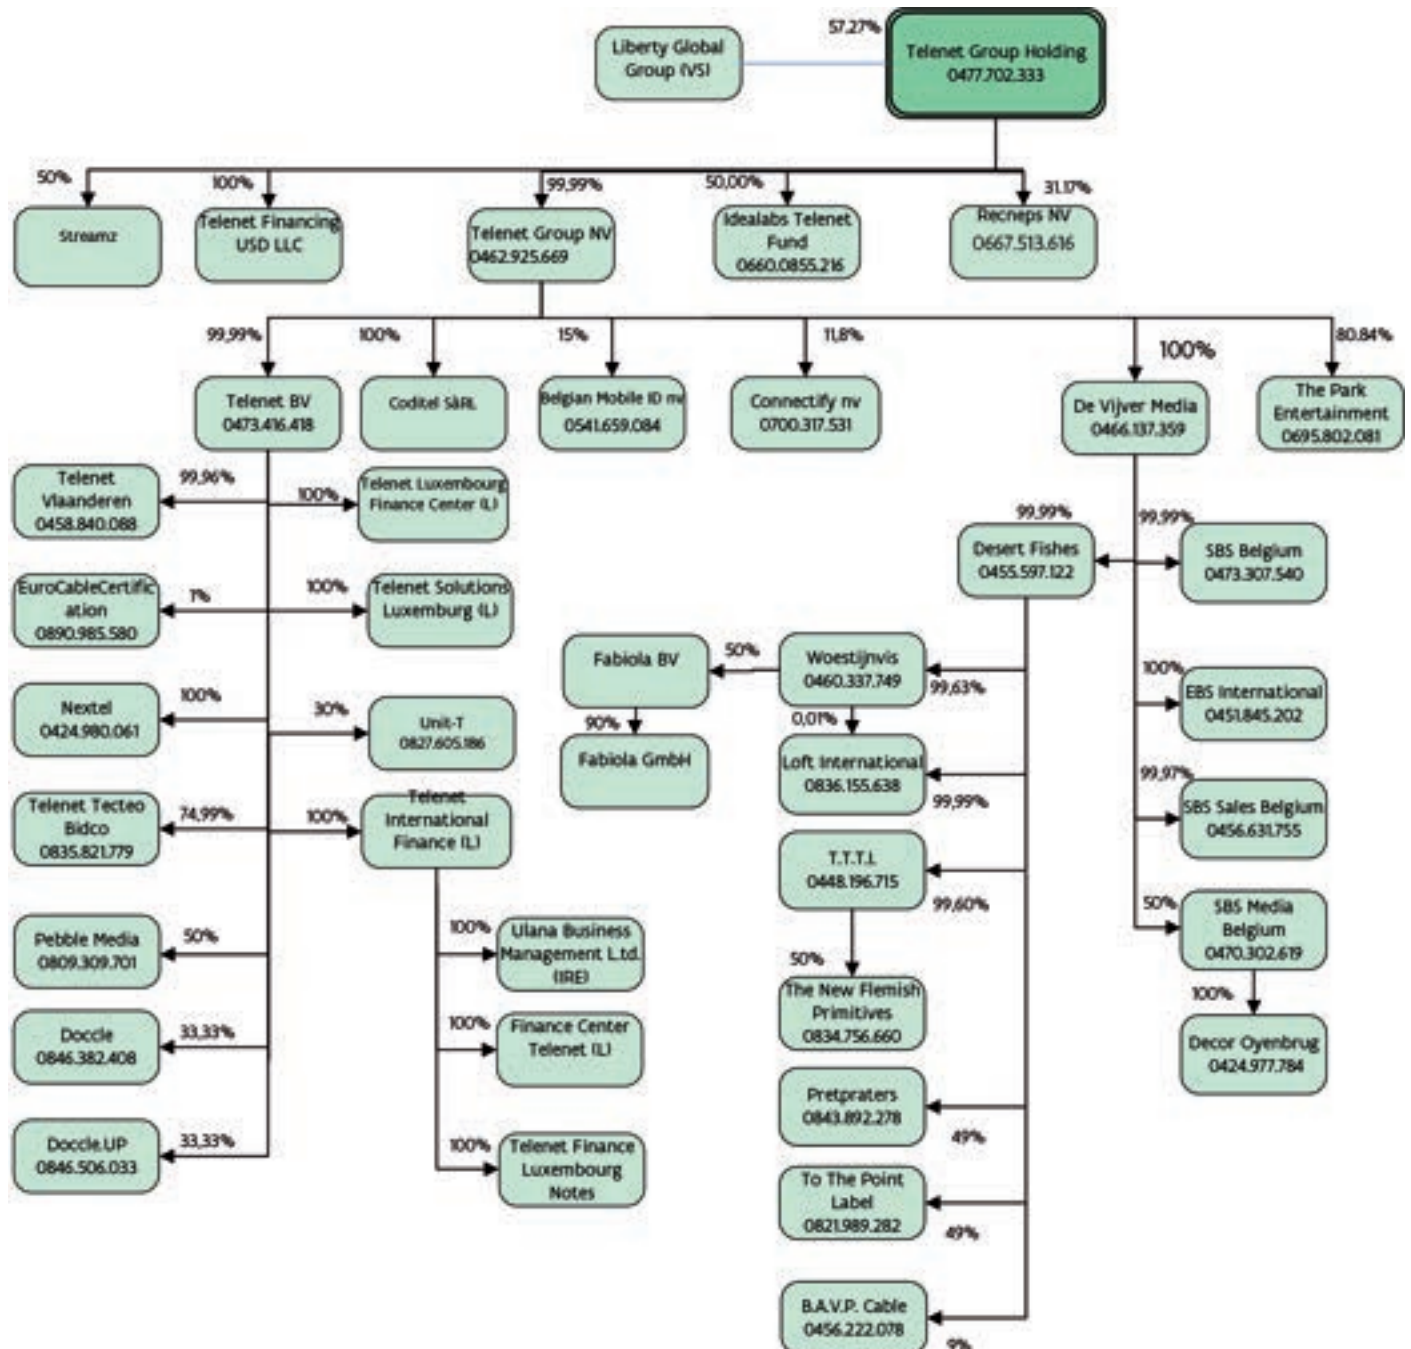 57.27%
Liberty Global
Group (VS)
Telenet Group Holding
0477.702.333
50%
100%
99,99%
50,00%
31.17%
Streamz
Telenet Financing
USD LLC
Telenet Group NV
0462.925.669
Idealabs Telenet
Fund
0660.0855.216
Recneps NV
0667.513.616
99,99%
100%
15%
11,8%
100%
80.84%
Telenet BV
0473.416.418
Coditel SàRL
Belgian Mobile ID nv
0541.659.084
Connectify nv
0700.317.531
De Vijver Media
0466.137.359
The Park
Entertainment
0695.802.081
Telenet
Vlaanderen
0458.840.088
99,96%
100%
Telenet Luxembourg
Finance Center (L)
99,99%
99,99%
Desert Fishes
0455.597.122
SBS Belgium
0473.307.540
EuroCableCertific
ation
0890.985.580
1%
100%
Telenet Solutions
Luxemburg (L)
Fabiola BV
50%
Woestijnvis
0460.337.749
99,63%
100%
EBS International
0451.845.202
Nextel
0424.980.061
100%
30%
Unit-T
0827.605.186
90%
0,01%
Fabiola GmbH
Loft International
0836.155.638
99,99%
99,97%
SBS Sales Belgium
0456.631.755
Telenet Tecteo
Bidco
0835.821.779
74,99%
100%
Telenet
International
Finance (L)
T.T.T.I.
0448.196.715
99,60%
50%
SBS Media
Belgium
0470.302.619
Pebble Media
0809.309.701
50%
100%
Ulana Business
Management L.td.
(IRE)
50%
The New Flemish
Primitives
0834.756.660
100%
Decor Oyenbrug
0424.977.784
Doccle
0846.382.408
33,33%
100%
Finance Center
Telenet (L)
Pretpraters
0843.892.278
49%
Doccle.UP
0846.506.033
33,33%
100%
Telenet Finance
Luxembourg
Notes
To The Point
Label
0821.989.282
49%
B.A.V.P. Cable
0456.222.078
9%